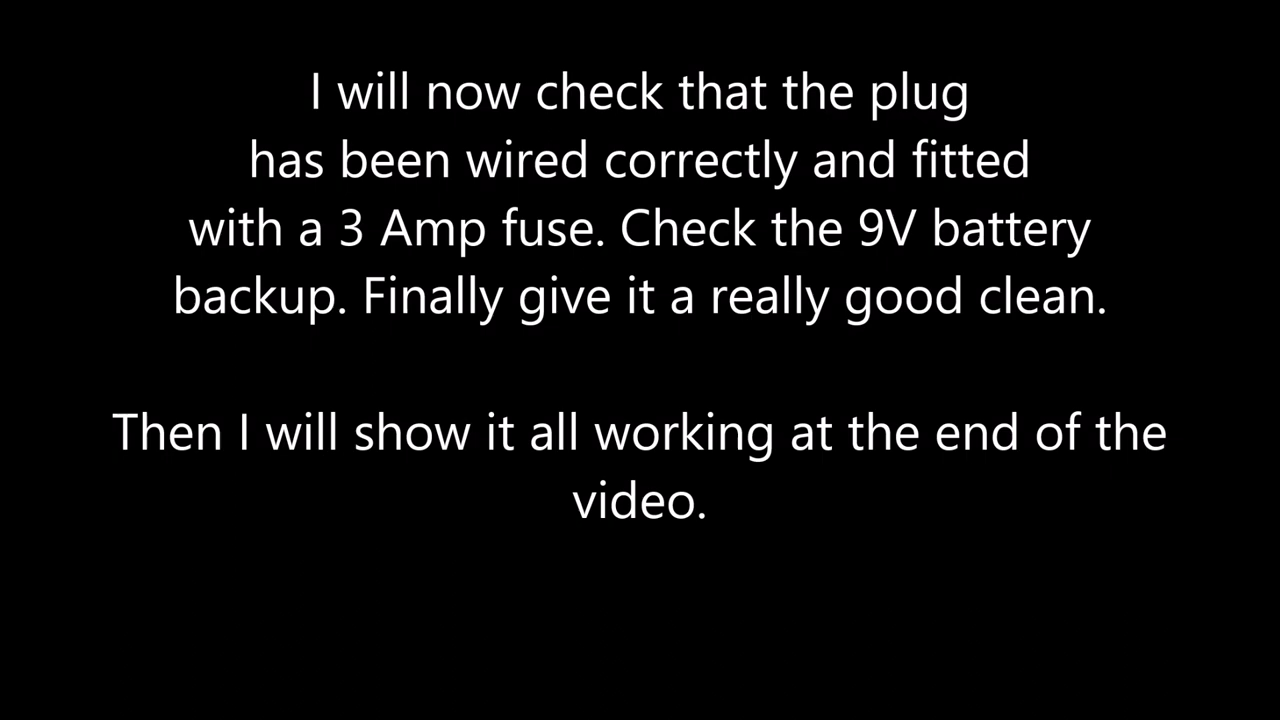 I will now check that the plug
has been wired correctly and fitted
with a 3 Amp fuse. Check the 9V battery
backup. Finally give it a really good clean.
Then I will show it all working at the end of the
video.